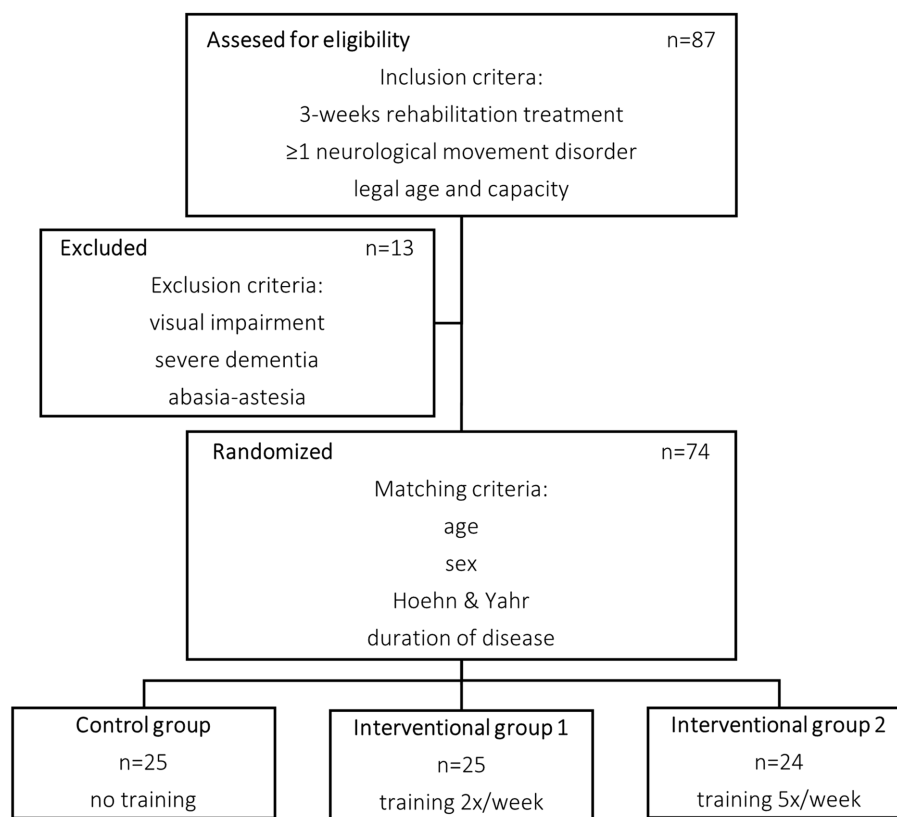 Assesed for eligibility n=87
Inclusion critera:
3-weeks rehabilitation treatment
≥1 neurological movement disorder
legal age and capacity
Excluded n=13
Exclusion criteria:
visual impairment
severe dementia
abasia-astesia
Randomized n=74
Matching criteria:
age
sex
Hoehn & Yahr
duration of disease
Control group
n=25
no training
Interventional group 1
n=25
training 2x/week
Interventional group 2
n=24
training 5x/week